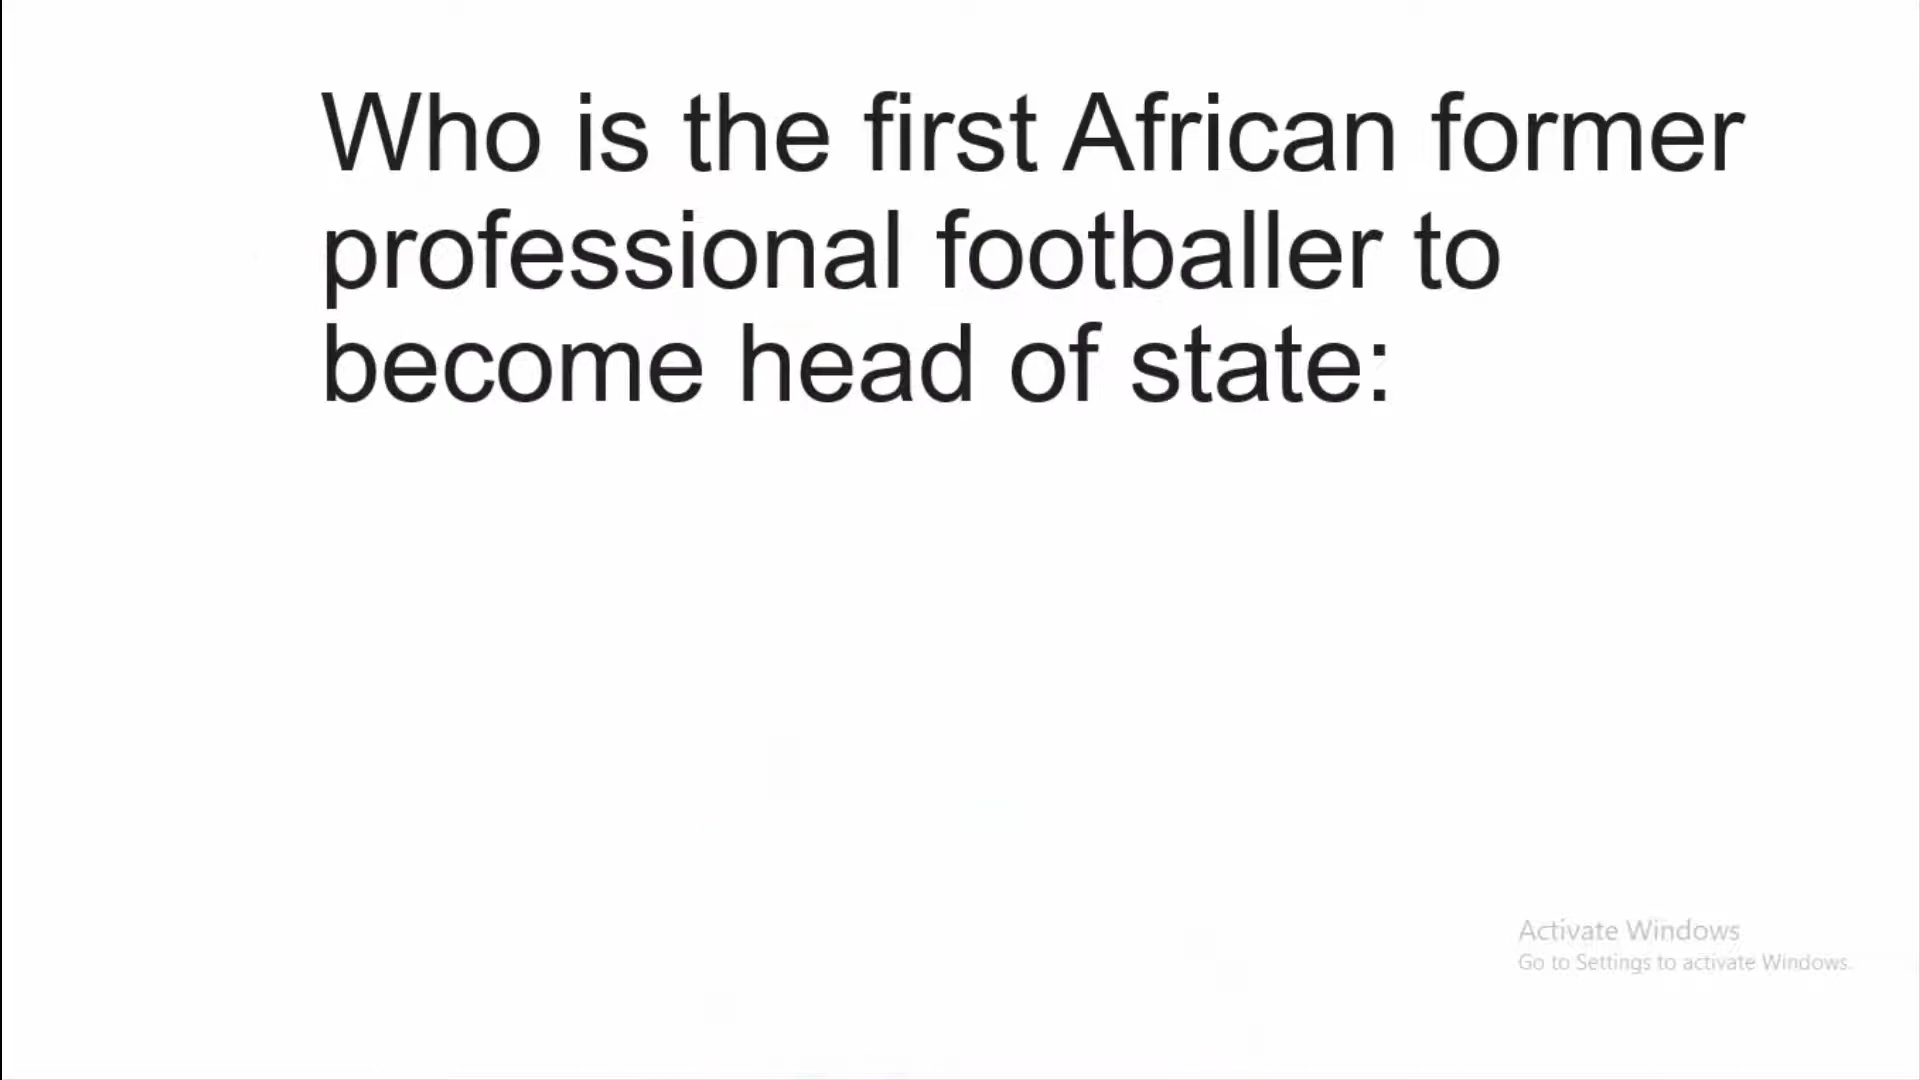 Who is the first African former
professional footballer to
become head of state:
Activate Windows
Go to Settings to activate Windows.